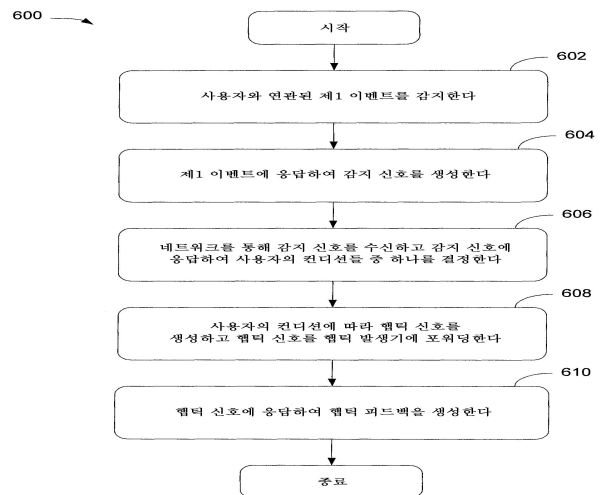 600
시작
602
사용자와 연관된 제1 이벤트를 감지한다
604
제1 이벤트에 응답하여 감지 신호를 생성한다
606
네트워크를 통해 감지 신호를 수신하고 감지 신호에
응답하여 사용자의 컨디션들 중 하나를 결정한다
608
사용자의 컨디션에 따라 햅틱 신호를
생성하고 햅틱 신호를 햅틱 발생기에 포워딩한다
610
햅틱 신호에 응답하여 햅틱 피드백을 생성한다
종료